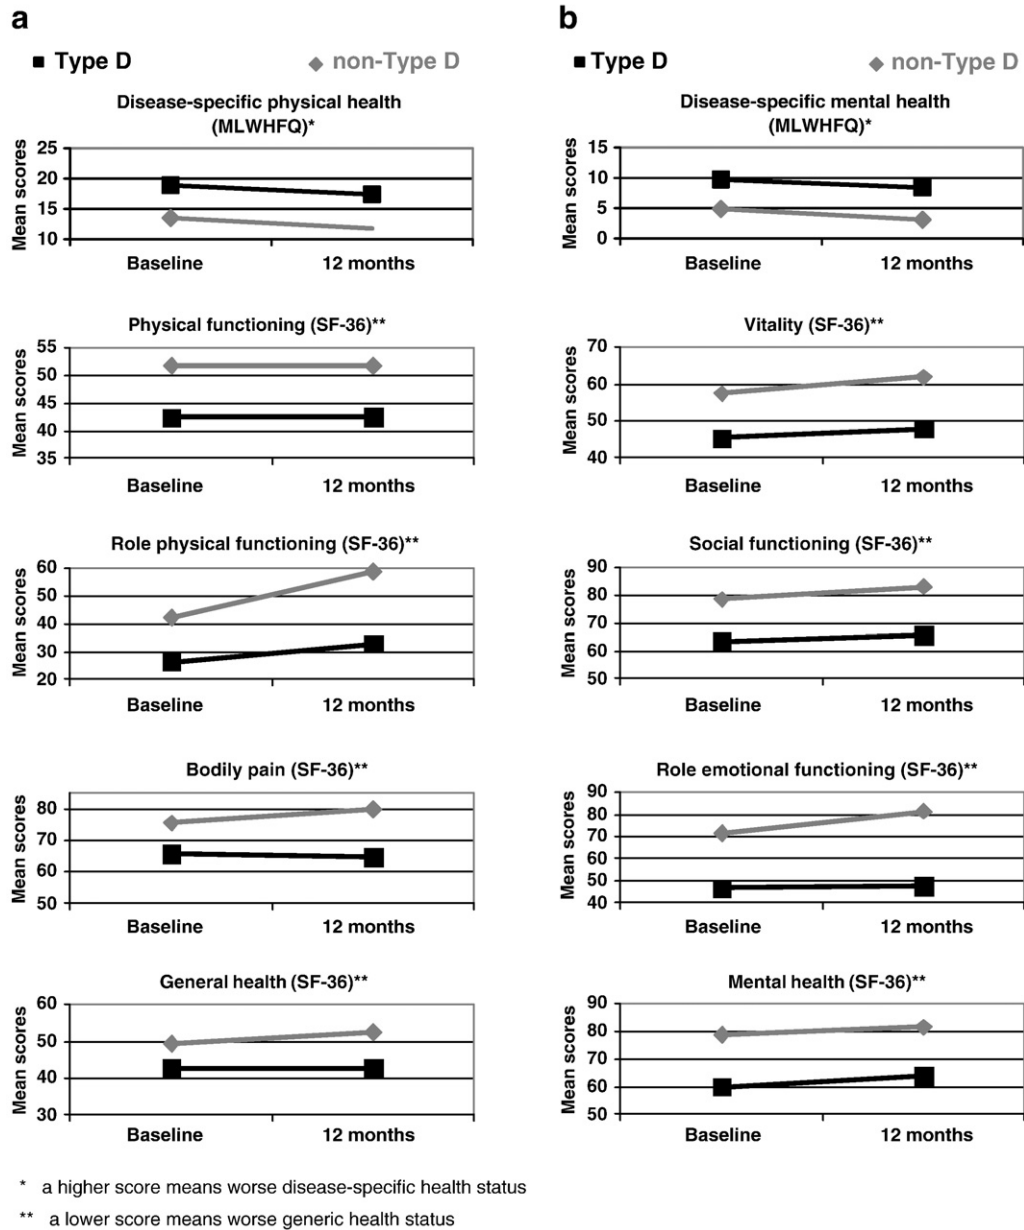 a
■ Type D ◆ non-Type D
Disease-specific physical health
(MLWHFQ)*
Mean scores
25
20
15
10
Baseline 12 months
Physical functioning (SF-36)**
Mean scores
55
50
45
40
35
Baseline 12 months
Role physical functioning (SF-36)**
Mean scores
60
50
40
30
20
Baseline 12 months
Bodily pain (SF-36)**
Mean scores
80
70
60
50
Baseline 12 months
General health (SF-36)**
Mean scores
60
50
40
30
Baseline 12 months
b
■ Type D ◆ non-Type D
Disease-specific mental health
(MLWHFQ)*
Mean scores
15
10
5
0
Baseline 12 months
Vitality (SF-36)**
Mean scores
70
60
50
40
Baseline 12 months
Social functioning (SF-36)**
Mean scores
90
80
70
60
50
Baseline 12 months
Role emotional functioning (SF-36)**
Mean scores
90
80
70
60
50
40
Baseline 12 months
Mental health (SF-36)**
Mean scores
90
80
70
60
50
Baseline 12 months
* a higher score means worse disease-specific health status
** a lower score means worse generic health status